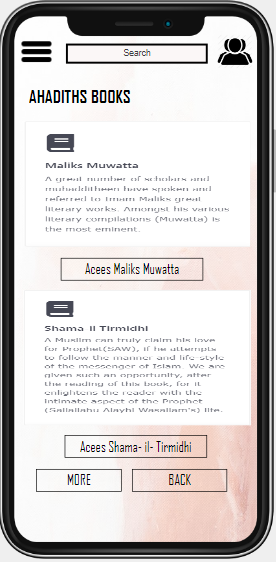 Search
AHADITHS BOOKS
Maliks Muwatta
A great number of scholars and
muhadditheen have spoken and
referred to Imam Maliks great
literary works. Amongst his various
literary compilations (Muwatta) is
the most eminent.
Acees Maliks Muwatta
Shama-il Tirmidhi
A Muslim can truly claim his love
for Prophet(SAW), if he attempts
to follow the manner and life-style
of the messenger of Islam. We are
given such an opportunity, after
the reading of this book, for it
enlightens the reader with the
intimate aspect of the Prophet
(Sallallahu Alayhi Wasallam's) life.
Acees Shama- il- Tirmidhi
MORE BACK